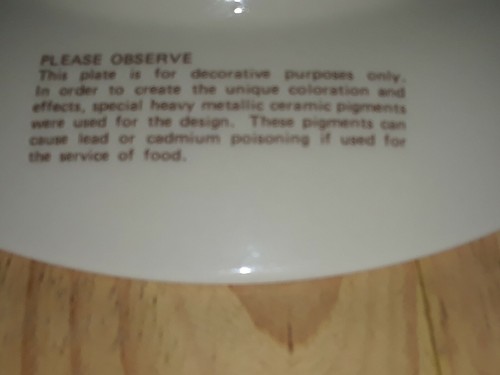 PLEASE OBSERVE
This plate is for decorative purposes only.
In order to create the unique coloration and
effects, special heavy metallic ceramic pigments
were used for the design. These pigments can
cause lead or cadmium poisoning if used for
the service of food.